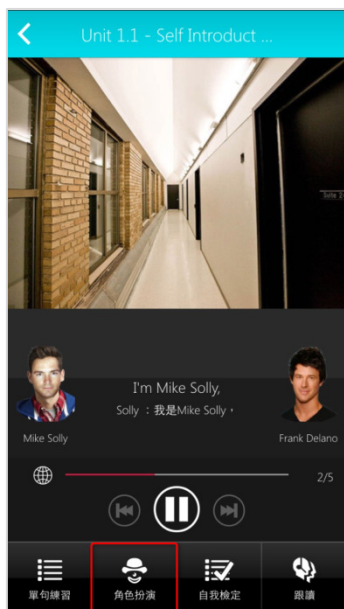 Unit 1.1 - Self Introduct ...
I'm Mike Solly,
Solly ：我是Mike Solly，
Mike Solly
Frank Delano
2/5
單句練習
角色扮演
自我檢定
跟讀